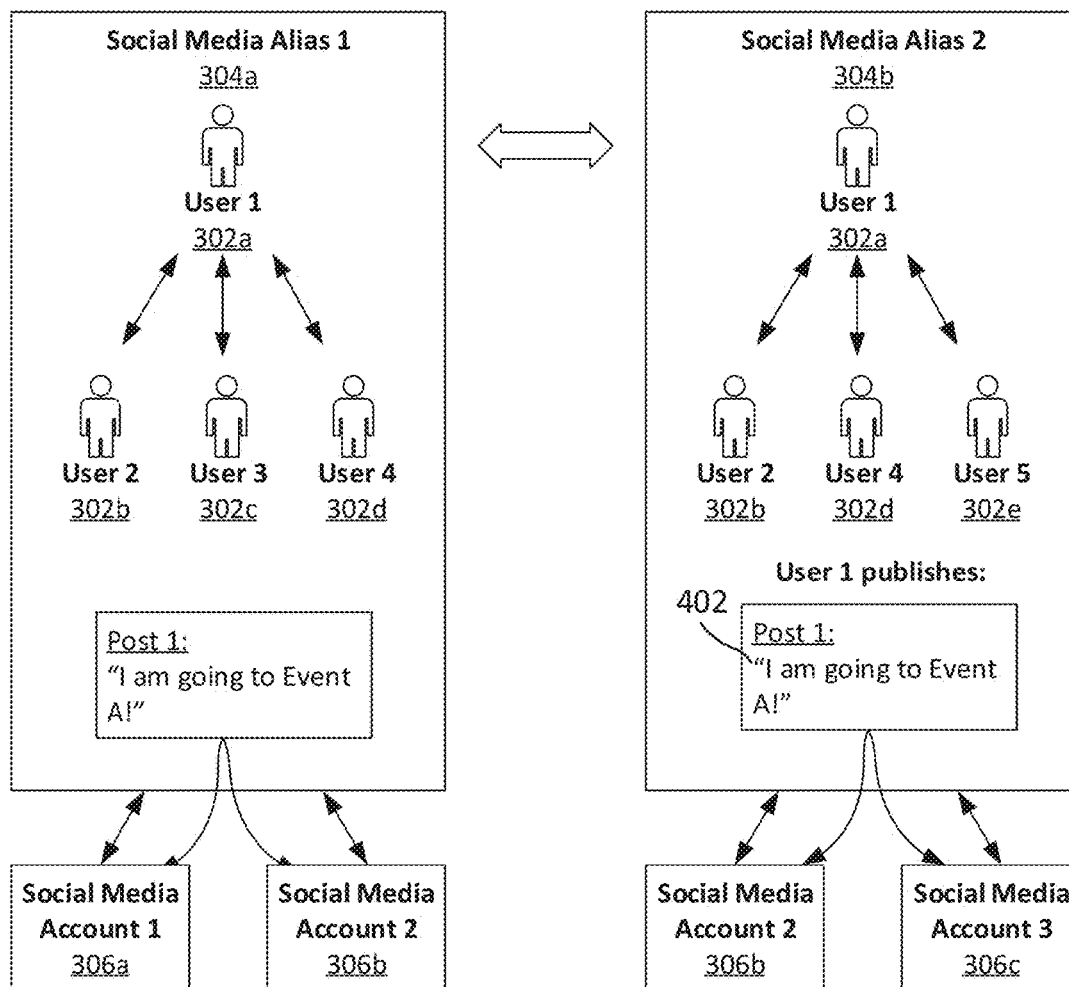 Social Media Alias 1
304a
User 1
302a
User 2 User 3 User 4
302b 302c 302d
Post 1:
“I am going to Event
A!”
Social Media
Account 1
306a
Social Media
Account 2
306b
Social Media Alias 2
304b
User 1
302a
User 2 User 4 User 5
302b 302d 302e
User 1 publishes:
402
Post 1:
“I am going to Event
A!”
Social Media
Account 2
306b
Social Media
Account 3
306c